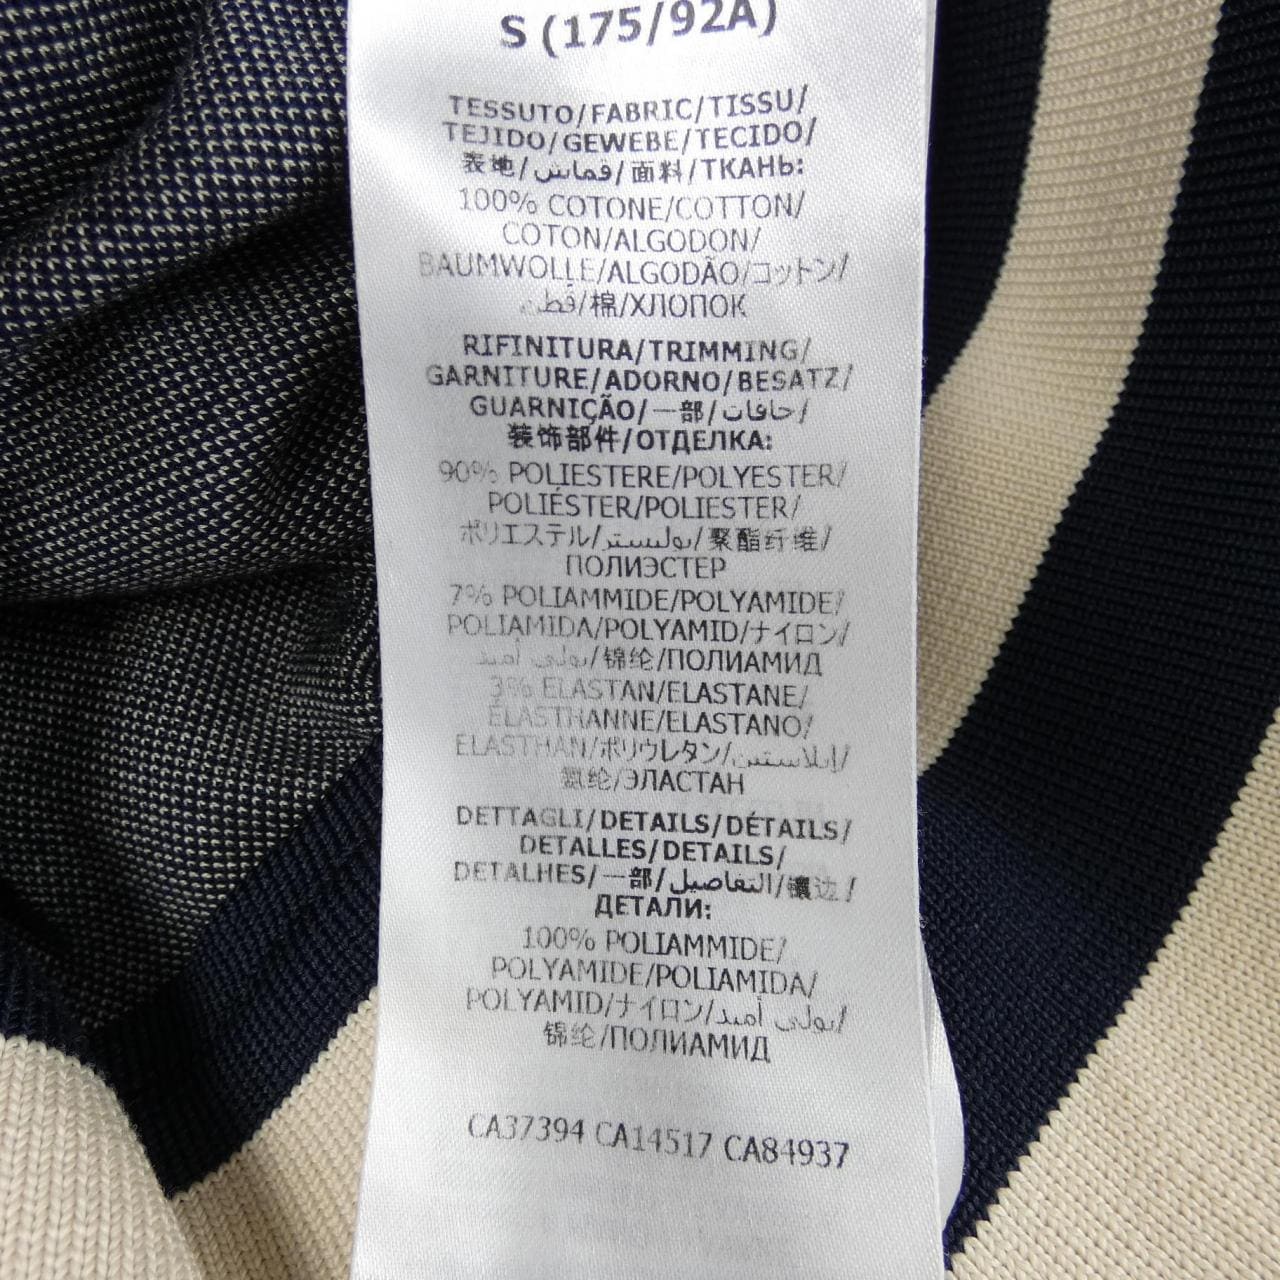 S (175/92A)
TESSUTO/FABRIC/TISSU/
TEJIDO/GEWEBE/TECIDO/
表地/قماش/面料/ТКАНЬ:
100% COTONE/COTTON/
COTON/ALGODON/
BAUMWOLLE/ALGODÃO/コットン/
قطن/棉/ХЛОПОК
RIFINITURA/TRIMMING/
GARNITURE/ADORNO/BESATZ/
GUARNIÇÃO/一部/حافات/
装饰部件/ОТДЕЛКА:
90% POLIESTERE/POLYESTER/
POLIÉSTER/POLIESTER/
ポリエステル/بوليستر/聚酯纤维/
ПОЛИЭСТЕР
7% POLIAMMIDE/POLYAMIDE/
POLIAMIDA/POLYAMID/ナイロン/
بولي أميد/锦纶/ПОЛИАМИД
3% ELASTAN/ELASTANE/
ÉLASTHANNE/ELASTANO/
ELASTHAN/ポリウレタン/إيلاستين/
氨纶/ЭЛАСТАН
DETTAGLI/DETAILS/DÉTAILS/
DETALLES/DETAILS/
DETALHES/一部/التفاصيل/镶边/
ДЕТАЛИ:
100% POLIAMMIDE/
POLYAMIDE/POLIAMIDA/
POLYAMID/ナイロン/بولي أميد/
锦纶/ПОЛИАМИД
CA37394 CA14517 CA84937